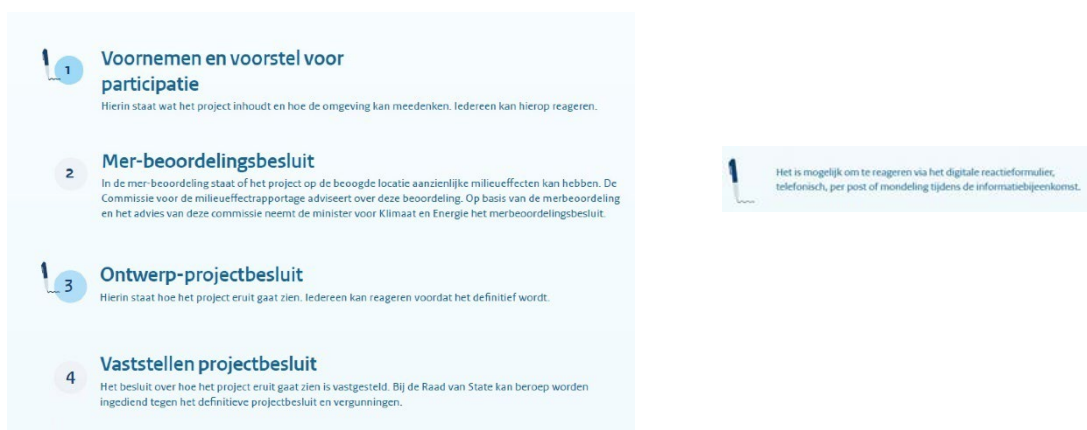 1
Voornemen en voorstel voor
participatie
Hierin staat wat het project inhoudt en hoe de omgeving kan meedenken. Iedereen kan hierop reageren.
2
Mer-beoordelingsbesluit
In de mer-beoordeling staat of het project op de beoogde locatie aanzienlijke milieueffecten kan hebben. De
Commissie voor de milieueffectrapportage adviseert over deze beoordeling. Op basis van de merbeoordeling
en het advies van deze commissie neemt de minister voor Klimaat en Energie het merbeoordelingsbesluit.
3
Ontwerp-projectbesluit
Hierin staat hoe het project eruit gaat zien. Iedereen kan reageren voordat het definitief wordt.
4
Vaststellen projectbesluit
Het besluit over hoe het project eruit gaat zien is vastgesteld. Bij de Raad van State kan beroep worden
ingediend tegen het definitieve projectbesluit en vergunningen.
Het is mogelijk om te reageren via het digitale reactieformulier,
telefonisch, per post of mondeling tijdens de informatiebijeenkomst.